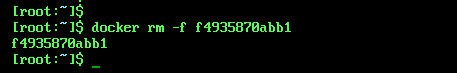 [root:~]$
[root:~]$ docker rm -f f4935870abb1
f4935870abb1
[root:~]$ _